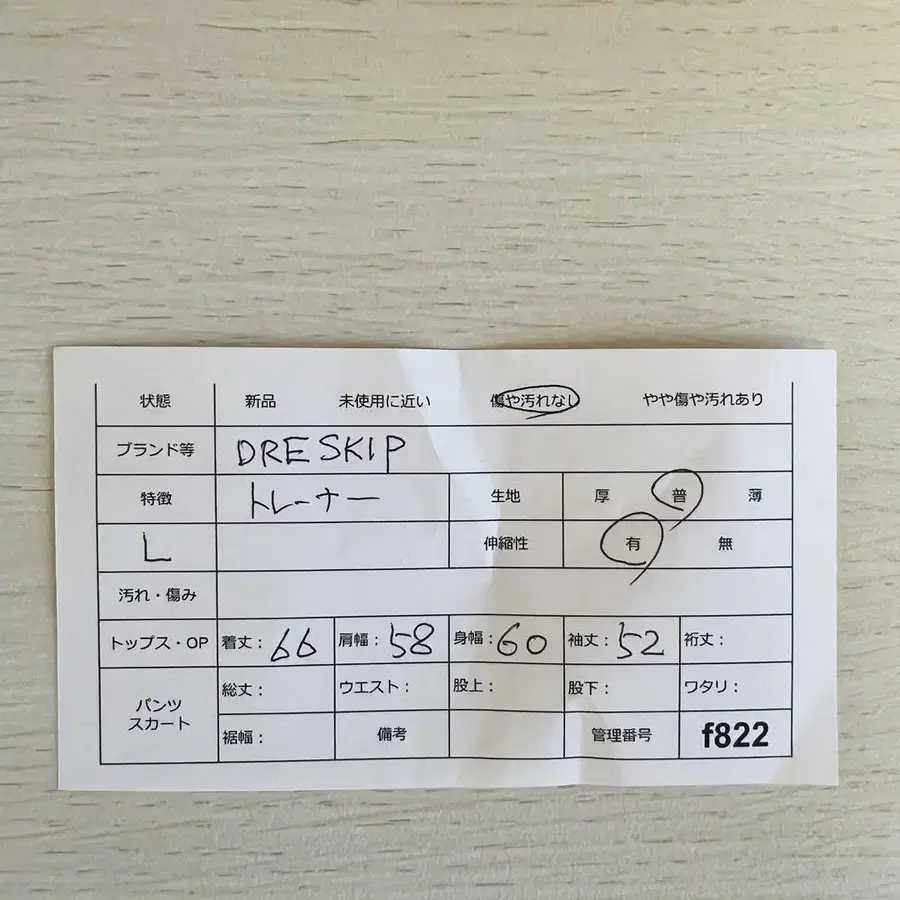 状態 新品 未使用に近い 傷や汚れなし やや傷や汚れあり
ブランド等 DRESKIP
特徴 トレーナー 生地 厚 普 薄
L 伸縮性 有 無
汚れ・傷み
トップス・OP 着丈：66 肩幅：58 身幅：60 袖丈：52 裄丈：
パンツ スカート 総丈： ウエスト： 股上： 股下： ワタリ：
裾幅： 備考 管理番号 f822